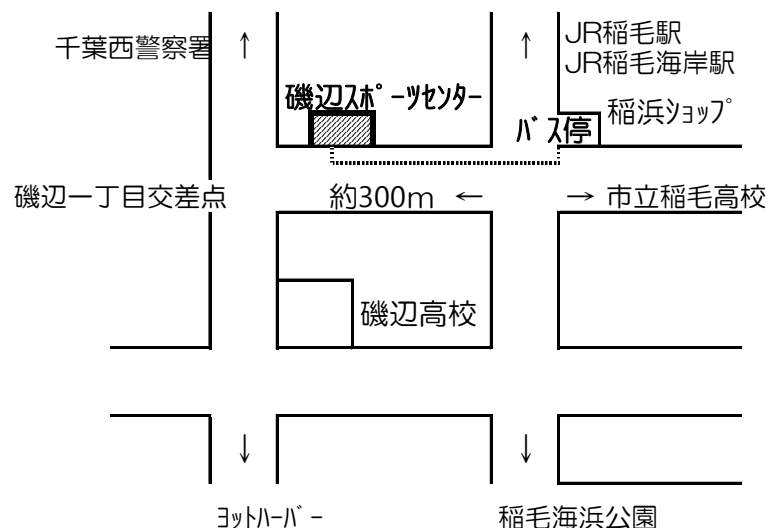 千葉西警察署 ↑
↑ JR稲毛駅
JR稲毛海岸駅
磯辺スポーツセンター
バス停
稲浜ショップ
磯辺一丁目交差点
約300m ←
→ 市立稲毛高校
磯辺高校
↓
↓
ヨットハーバー
稲毛海浜公園